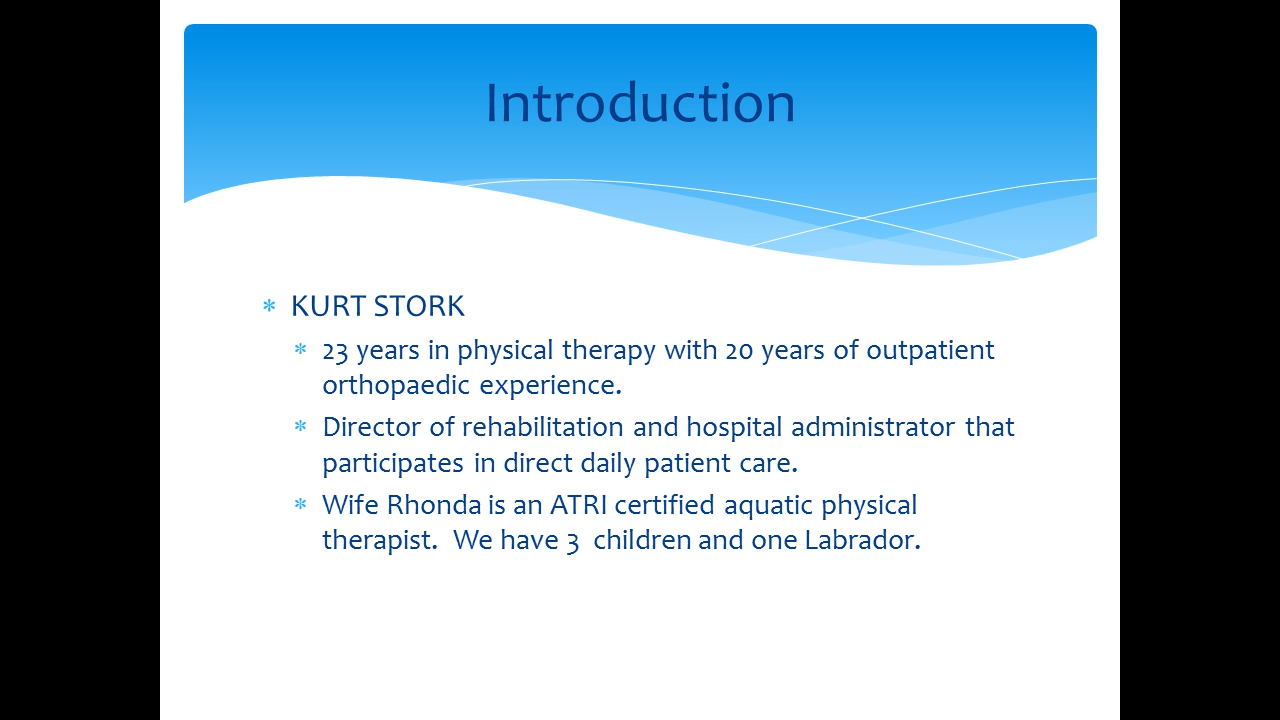 Introduction
* KURT STORK
* 23 years in physical therapy with 20 years of outpatient
orthopaedic experience.
* Director of rehabilitation and hospital administrator that
participates in direct daily patient care.
* Wife Rhonda is an ATRI certified aquatic physical
therapist.  We have 3  children and one Labrador.